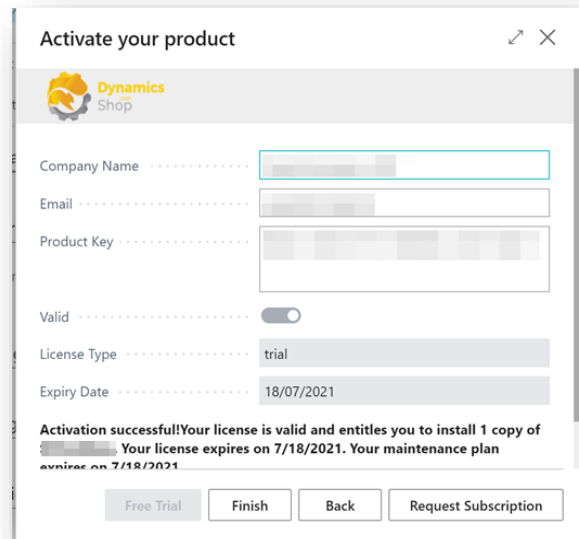 Activate your product
Dynamics
.com
Shop
Company Name
Email
Product Key
Valid
License Type
trial
Expiry Date
18/07/2021
Activation successful!Your license is valid and entitles you to install 1 copy of
. Your license expires on 7/18/2021. Your maintenance plan
expires on 7/18/2021
Free Trial
Finish
Back
Request Subscription